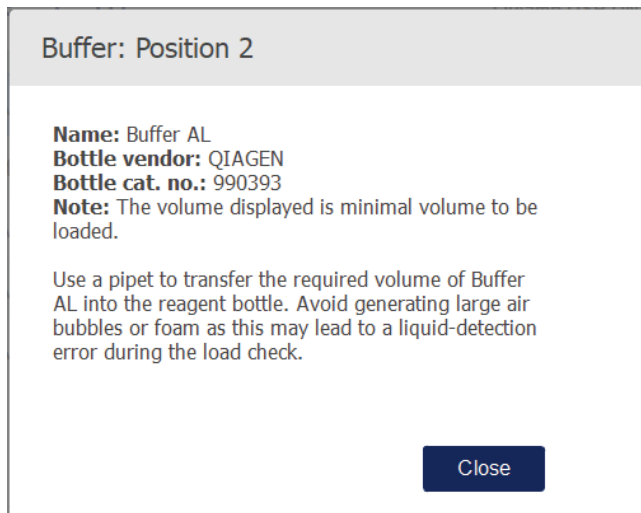 Buffer: Position 2
Name: Buffer AL
Bottle vendor: QIAGEN
Bottle cat. no.: 990393
Note: The volume displayed is minimal volume to be
loaded.
Use a pipet to transfer the required volume of Buffer
AL into the reagent bottle. Avoid generating large air
bubbles or foam as this may lead to a liquid-detection
error during the load check.
Close